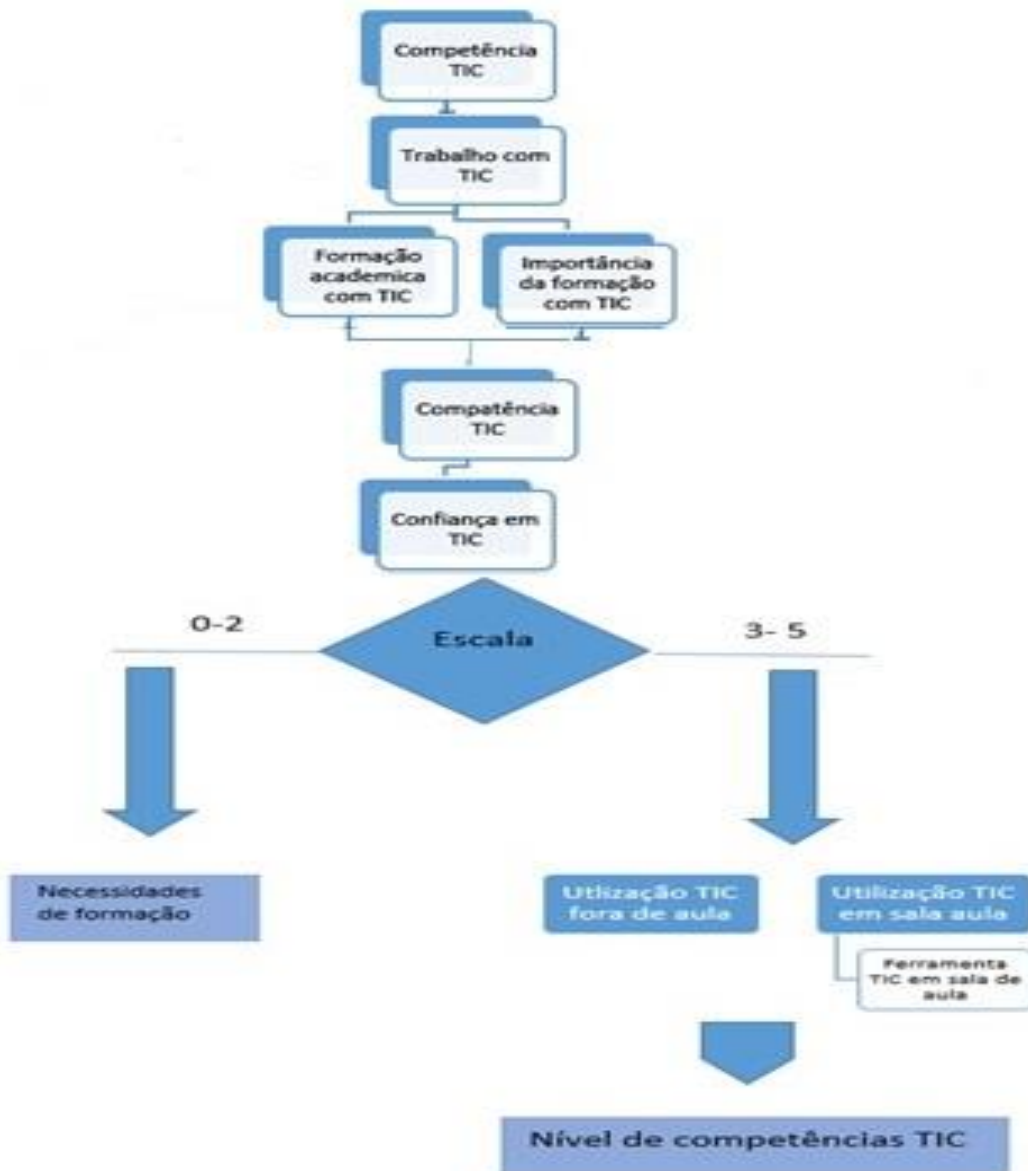 Competência
TIC
Trabalho com
TIC
Formação
academica
com TIC
Importância
da formação
com TIC
Compatência
TIC
Confiança em
TIC
Escala
0-2
3- 5
Necessidades
de formação
Utlização TIC
fora de aula
Utilização TIC
em sala aula
Ferramenta
TIC em sala de
aula
Nível de competências TIC